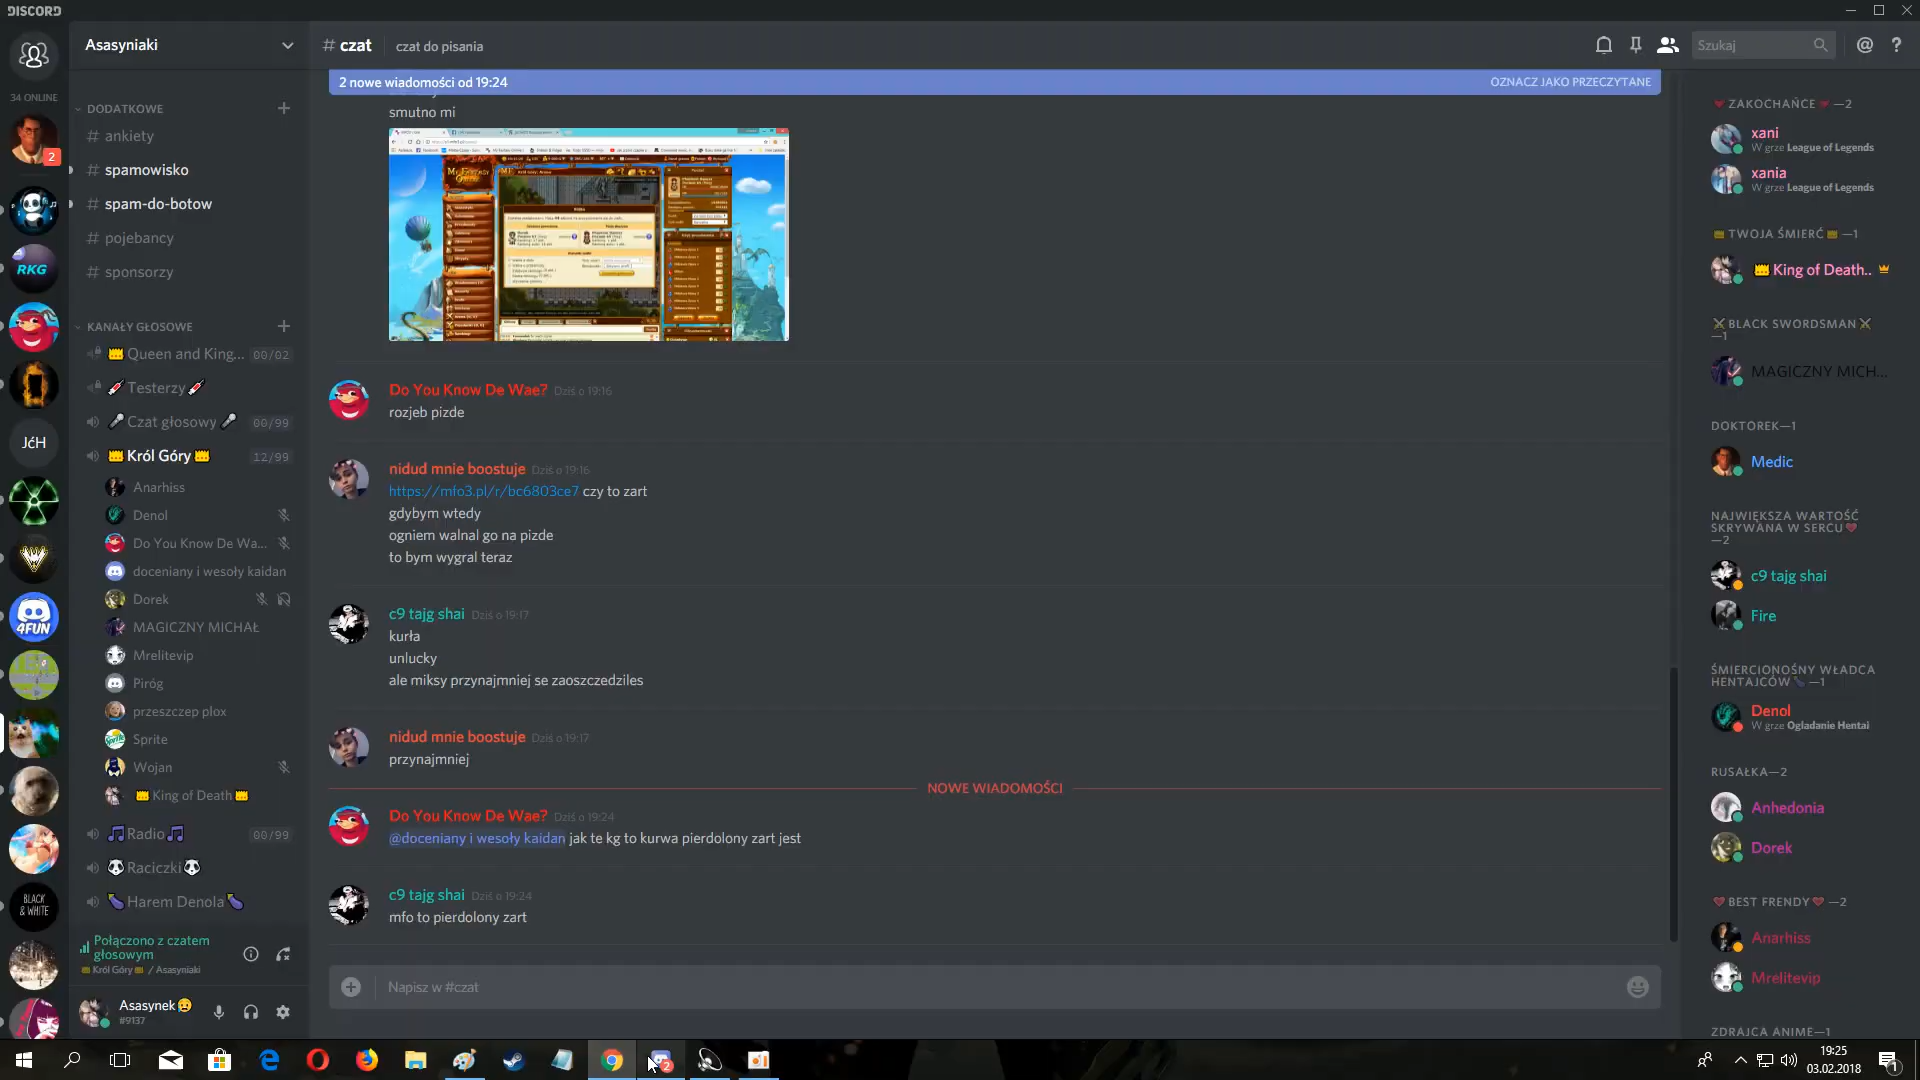 DISCORD
Asasyniaki
# czat
czat do pisania
Szukaj
34 ONLINE
2
RKG
JćH
4FUN
BLACK & WHITE
DODATKOWE
# ankiety
# spamowisko
# spam-do-botow
# pojebancy
# sponsorzy
KANAŁY GŁOSOWE
Queen and King... 00/02
Testerzy
Czat głosowy 00/99
Król Góry 12/99
Anarhiss
Denol
Do You Know De Wa...
doceniany i wesoły kaidan
Dorek
MAGICZNY MICHAŁ
Mrelitevip
Piróg
przeszczep plox
Sprite
Wojan
King of Death
Radio 00/99
Raciczki
Harem Denola
Połączono z czatem
głosowym
Król Góry / Asasyniaki
Asasynek
#9137
2 nowe wiadomości od 19:24
OZNACZ JAKO PRZECZYTANE
smutno mi
Do You Know De Wae? Dziś o 19:16
rozjeb pizde
nidud mnie boostuje Dziś o 19:16
https://mfo3.pl/r/bc6803ce7 czy to zart
gdybym wtedy
ogniem walnal go na pizde
to bym wygral teraz
c9 tajg shai Dziś o 19:17
kurła
unlucky
ale miksy przynajmniej se zaoszczedziles
nidud mnie boostuje Dziś o 19:17
przynajmniej
NOWE WIADOMOŚCI
Do You Know De Wae? Dziś o 19:24
@doceniany i wesoły kaidan jak te kg to kurwa pierdolony zart jest
c9 tajg shai Dziś o 19:24
mfo to pierdolony zart
Napisz w #czat
ZAKOCHAŃCE —2
xani
W grze League of Legends
xania
W grze League of Legends
TWOJA ŚMIERĆ —1
King of Death..
BLACK SWORDSMAN
—1
MAGICZNY MICH...
DOKTOREK—1
Medic
NAJWIĘKSZA WARTOŚĆ
SKRYWANA W SERCU
—2
c9 tajg shai
Fire
ŚMIERCIONOŚNY WŁADCA
HENTAJCÓW —1
Denol
W grze Ogladanie Hentai
RUSAŁKA—2
Anhedonia
Dorek
BEST FRENDY —2
Anarhiss
Mrelitevip
ZDRAJCA ANIME—1
2
19:25
03.02.2018
1